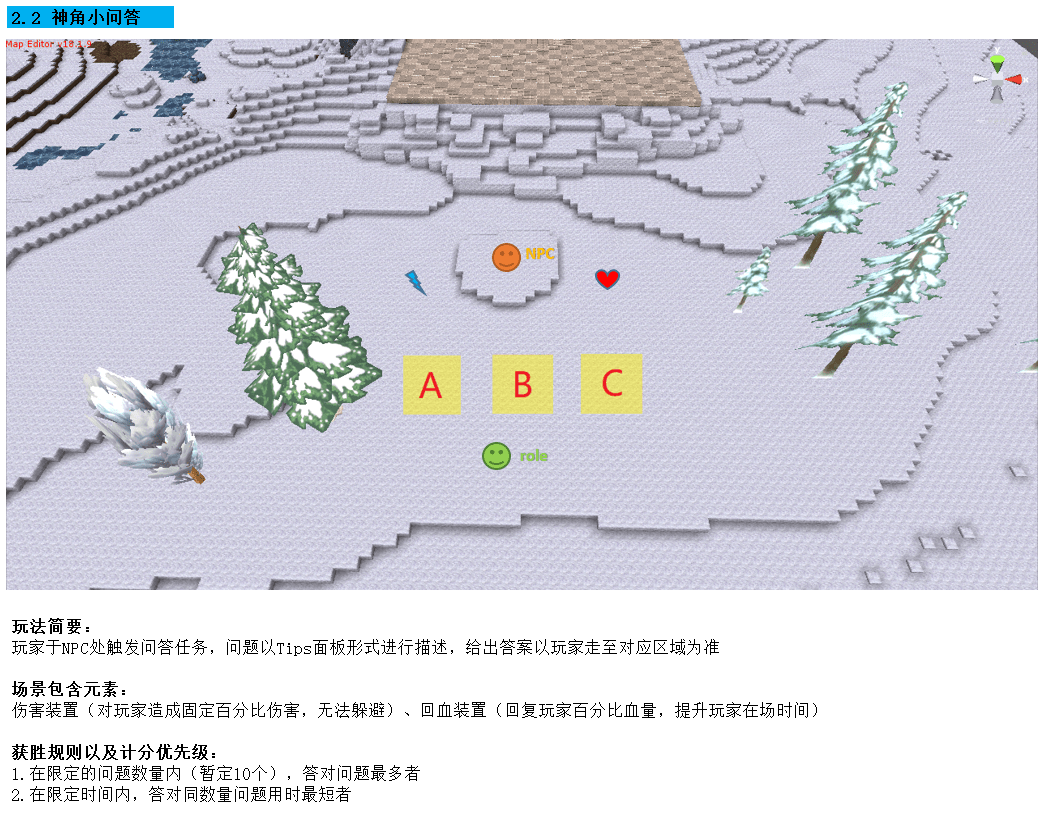 2.2 神角小问答
Map Editor v18.1.9
Y
X
NPC
A
B
C
role
玩法简要：
玩家于NPC处触发问答任务，问题以Tips面板形式进行描述，给出答案以玩家走至对应区域为准
场景包含元素：
伤害装置（对玩家造成固定百分比伤害，无法躲避）、回血装置（回复玩家百分比血量，提升玩家在场时间）
获胜规则以及计分优先级：
1.在限定的问题数量内（暂定10个），答对问题最多者
2.在限定时间内，答对同数量问题用时最短者